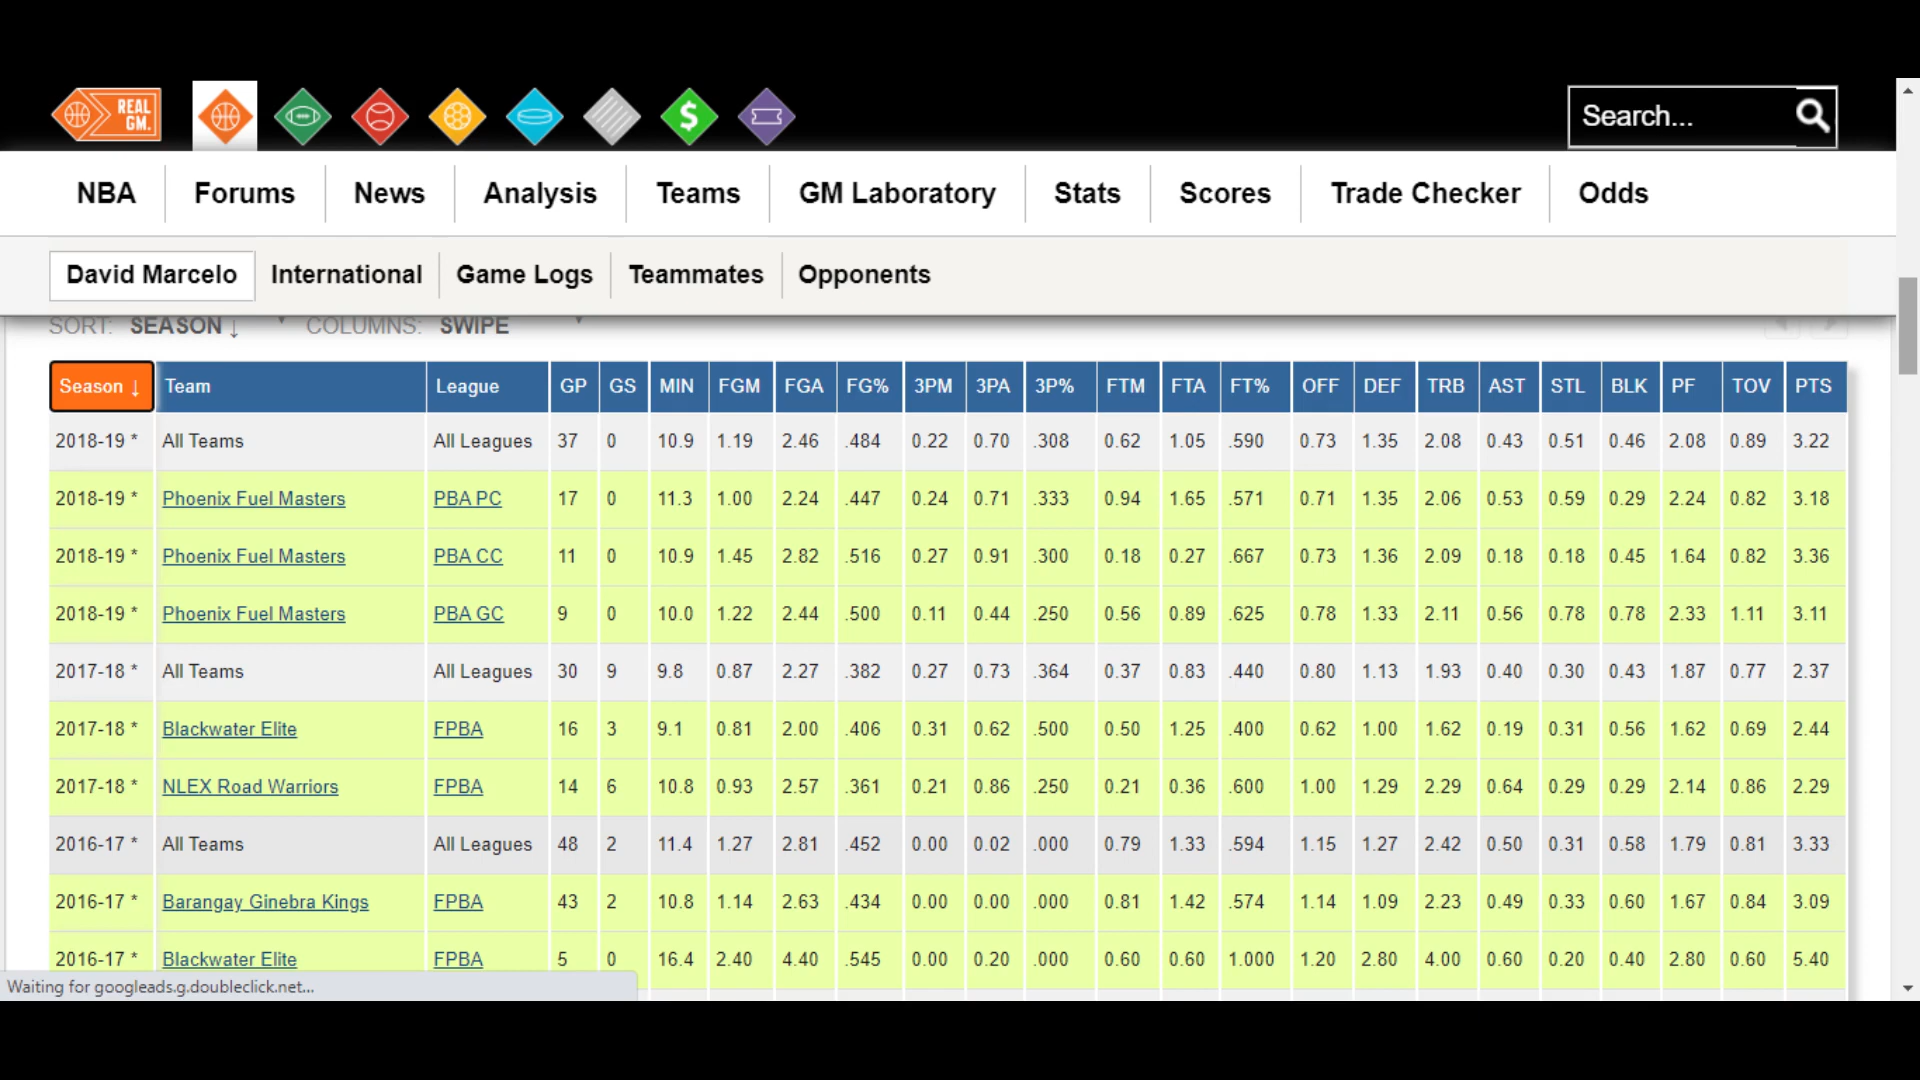 REAL GM.
Search...
NBA Forums News Analysis Teams GM Laboratory Stats Scores Trade Checker Odds
David Marcelo International Game Logs Teammates Opponents
SORT: SEASON ↓ COLUMNS: SWIPE
Season ↓ Team League GP GS MIN FGM FGA FG% 3PM 3PA 3P% FTM FTA FT% OFF DEF TRB AST STL BLK PF TOV PTS
2018-19 * All Teams All Leagues 37 0 10.9 1.19 2.46 .484 0.22 0.70 .308 0.62 1.05 .590 0.73 1.35 2.08 0.43 0.51 0.46 2.08 0.89 3.22
2018-19 * Phoenix Fuel Masters PBA PC 17 0 11.3 1.00 2.24 .447 0.24 0.71 .333 0.94 1.65 .571 0.71 1.35 2.06 0.53 0.59 0.29 2.24 0.82 3.18
2018-19 * Phoenix Fuel Masters PBA CC 11 0 10.9 1.45 2.82 .516 0.27 0.91 .300 0.18 0.27 .667 0.73 1.36 2.09 0.18 0.18 0.45 1.64 0.82 3.36
2018-19 * Phoenix Fuel Masters PBA GC 9 0 10.0 1.22 2.44 .500 0.11 0.44 .250 0.56 0.89 .625 0.78 1.33 2.11 0.56 0.78 0.78 2.33 1.11 3.11
2017-18 * All Teams All Leagues 30 9 9.8 0.87 2.27 .382 0.27 0.73 .364 0.37 0.83 .440 0.80 1.13 1.93 0.40 0.30 0.43 1.87 0.77 2.37
2017-18 * Blackwater Elite FPBA 16 3 9.1 0.81 2.00 .406 0.31 0.62 .500 0.50 1.25 .400 0.62 1.00 1.62 0.19 0.31 0.56 1.62 0.69 2.44
2017-18 * NLEX Road Warriors FPBA 14 6 10.8 0.93 2.57 .361 0.21 0.86 .250 0.21 0.36 .600 1.00 1.29 2.29 0.64 0.29 0.29 2.14 0.86 2.29
2016-17 * All Teams All Leagues 48 2 11.4 1.27 2.81 .452 0.00 0.02 .000 0.79 1.33 .594 1.15 1.27 2.42 0.50 0.31 0.58 1.79 0.81 3.33
2016-17 * Barangay Ginebra Kings FPBA 43 2 10.8 1.14 2.63 .434 0.00 0.00 .000 0.81 1.42 .574 1.14 1.09 2.23 0.49 0.33 0.60 1.67 0.84 3.09
2016-17 * Blackwater Elite FPBA 5 0 16.4 2.40 4.40 .545 0.00 0.20 .000 0.60 0.60 1.000 1.20 2.80 4.00 0.60 0.20 0.40 2.80 0.60 5.40
Waiting for googleads.g.doubleclick.net...